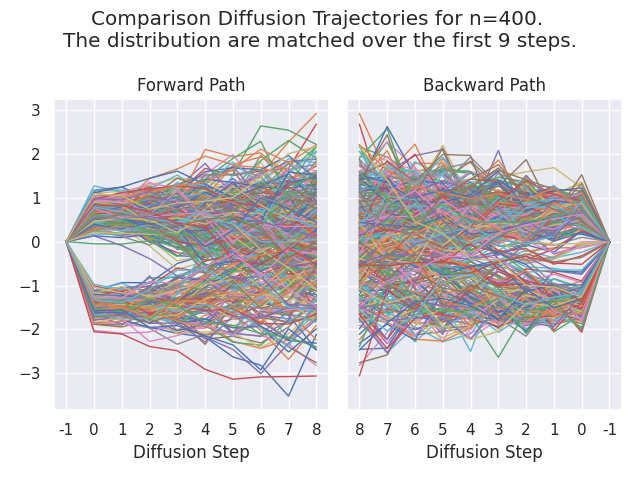 Comparison Diffusion Trajectories for n=400.
The distribution are matched over the first 9 steps.
Forward Path
Backward Path
3
2
1
0
−1
−2
−3
-1 0 1 2 3 4 5 6 7 8
8 7 6 5 4 3 2 1 0 -1
Diffusion Step
Diffusion Step